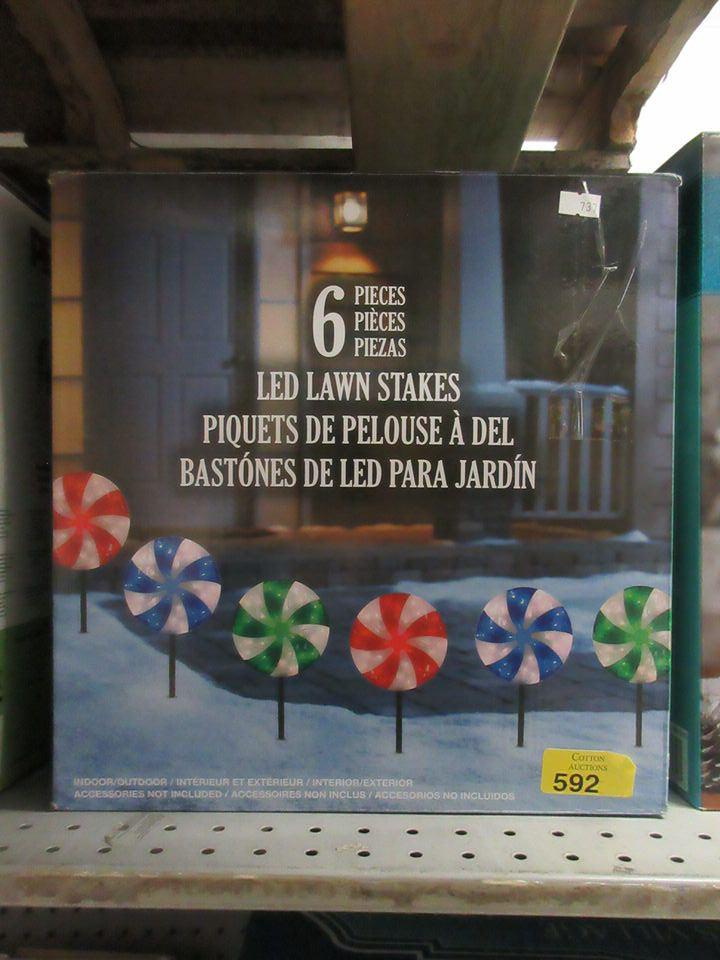 737
6 PIECES
PIÈCES
PIEZAS
LED LAWN STAKES
PIQUETS DE PELOUSE À DEL
BASTÓNES DE LED PARA JARDÍN
INDOOR/OUTDOOR / INTÉRIEUR ET EXTÉRIEUR / INTERIOR/EXTERIOR
ACCESSORIES NOT INCLUDED / ACCESSOIRES NON INCLUS / ACCESORIOS NO INCLUIDOS
COTTON
AUCTIONS
592